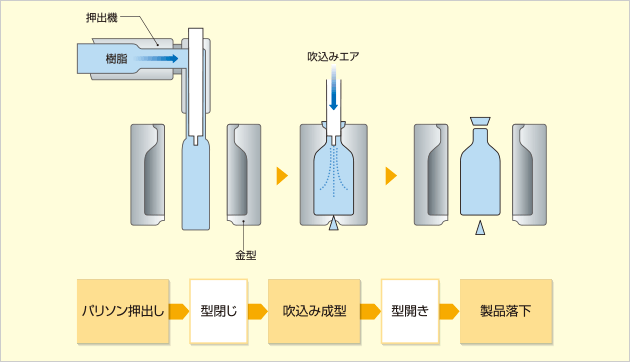 押出機
樹脂
吹込みエア
金型
パリソン押出し
型閉じ
吹込み成型
型開き
製品落下